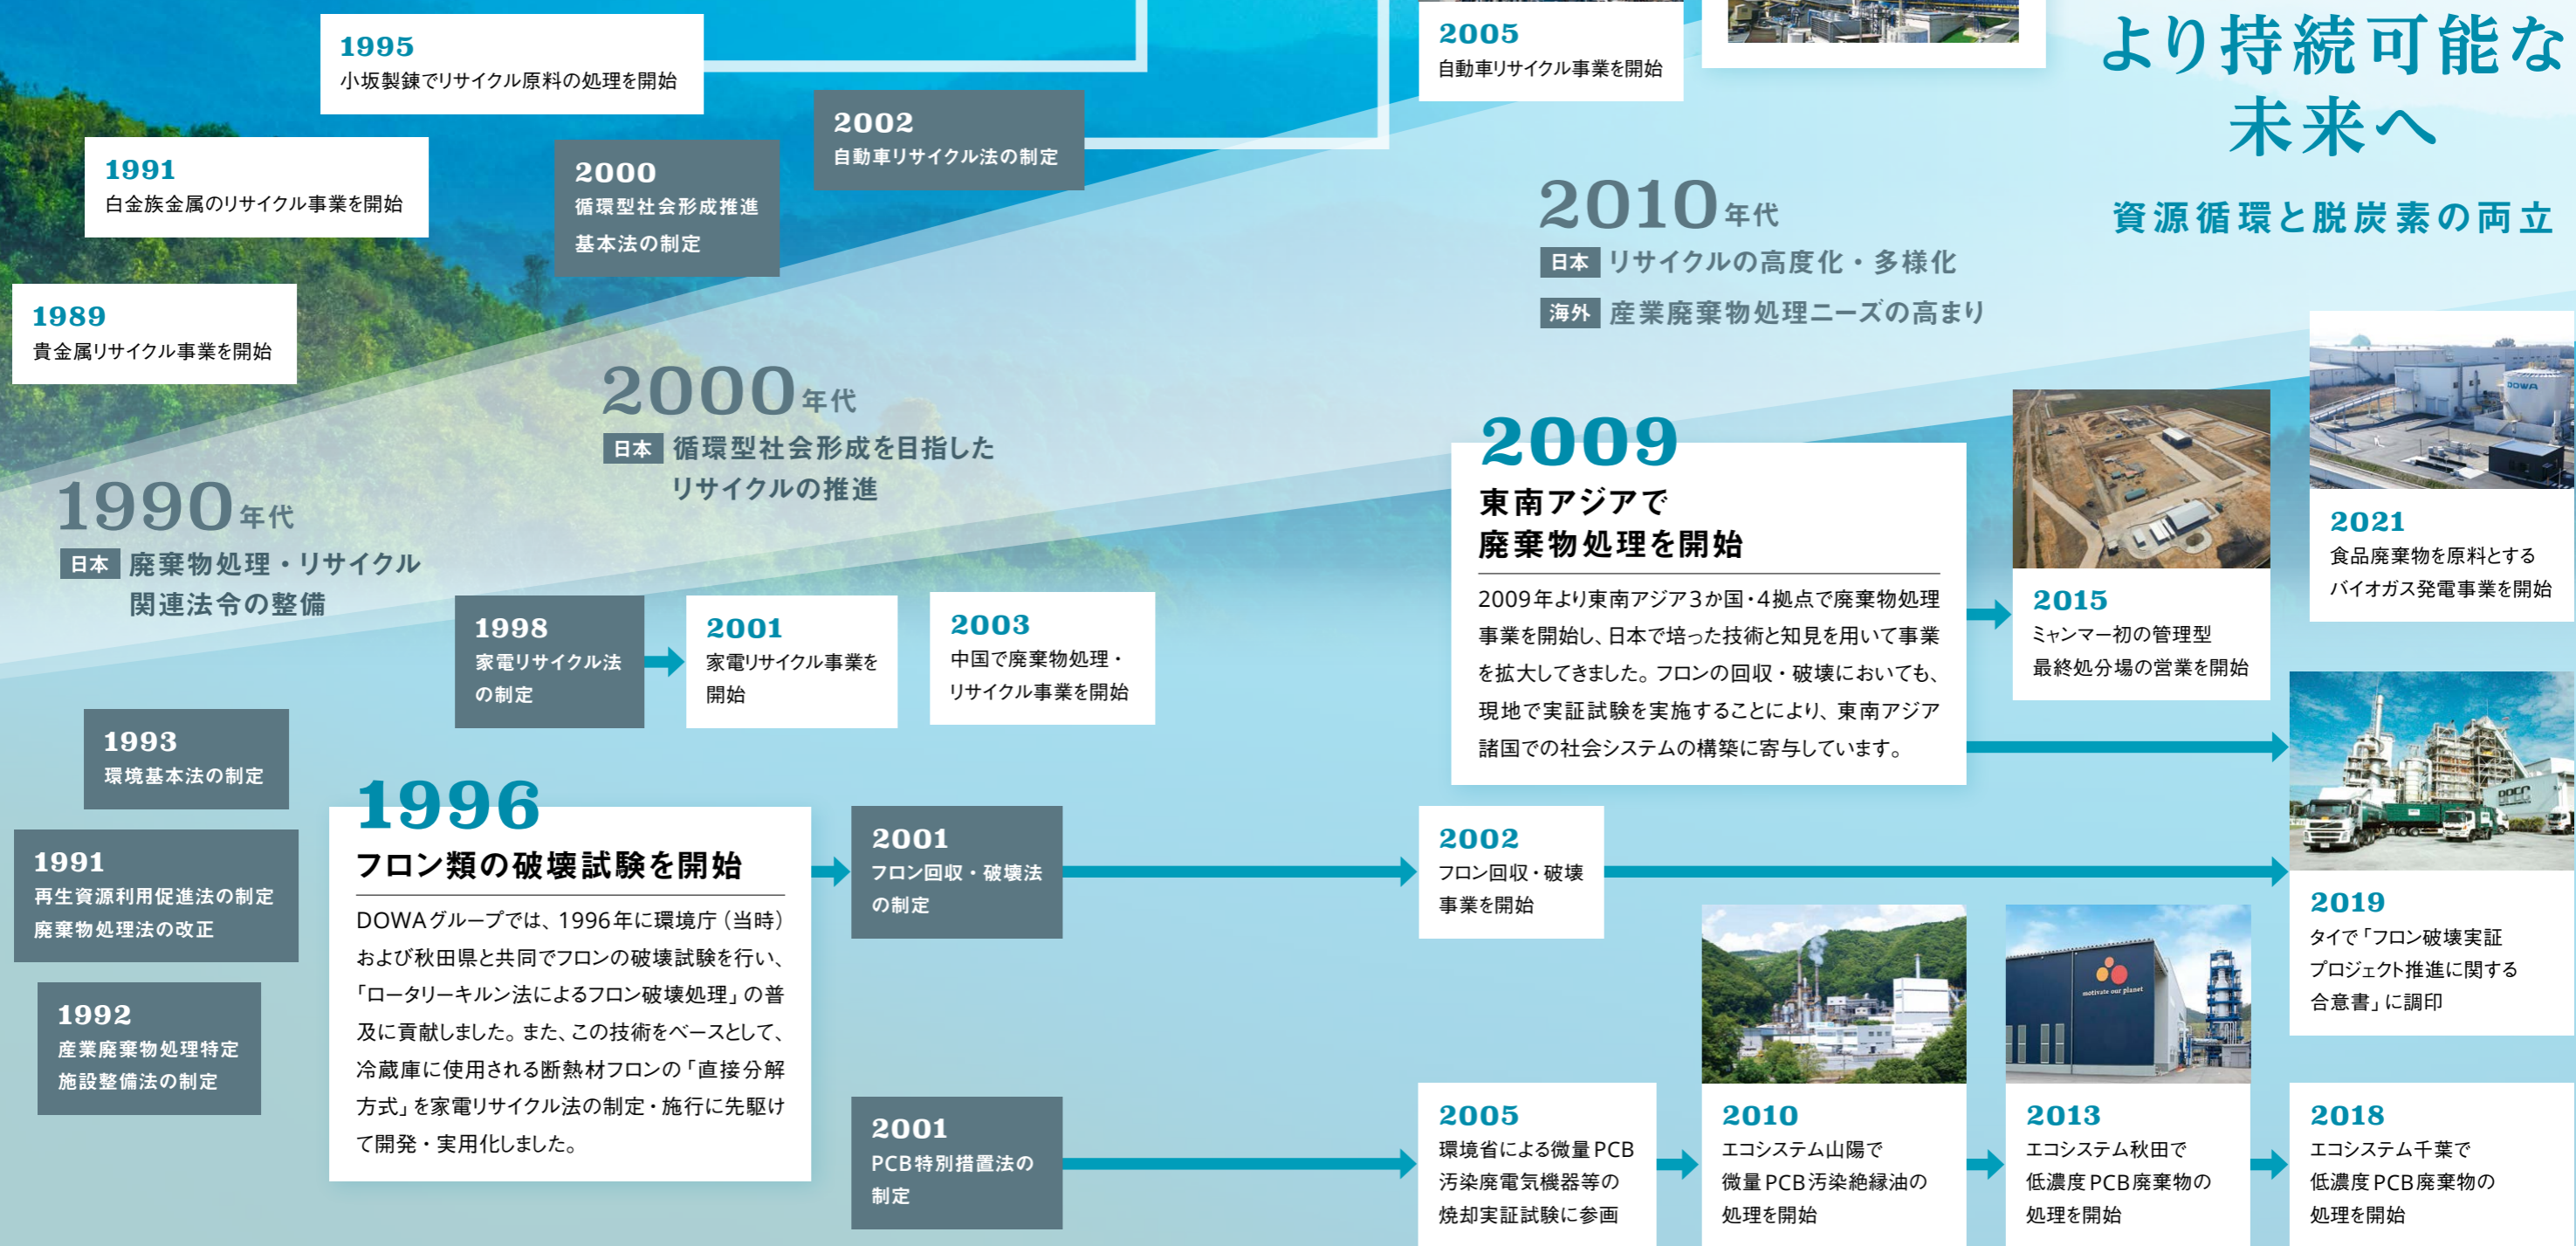 1995
小坂製錬でリサイクル原料の処理を開始
1991
白金族金属のリサイクル事業を開始
1989
貴金属リサイクル事業を開始
2000
循環型社会形成推進
基本法の制定
2002
自動車リサイクル法の制定
2005
自動車リサイクル事業を開始
より持続可能な
未来へ
資源循環と脱炭素の両立
1990年代
日本 廃棄物処理・リサイクル
関連法令の整備
2000年代
日本 循環型社会形成を目指した
リサイクルの推進
2010年代
日本 リサイクルの高度化・多様化
海外 産業廃棄物処理ニーズの高まり
1998
家電リサイクル法
の制定
2001
家電リサイクル事業を
開始
2003
中国で廃棄物処理・
リサイクル事業を開始
2009
東南アジアで
廃棄物処理を開始
2009年より東南アジア3か国・4拠点で廃棄物処理
事業を開始し、日本で培った技術と知見を用いて事業
を拡大してきました。フロンの回収・破壊においても、
現地で実証試験を実施することにより、東南アジア
諸国での社会システムの構築に寄与しています。
2015
ミャンマー初の管理型
最終処分場の営業を開始
DOWA
2021
食品廃棄物を原料とする
バイオガス発電事業を開始
1993
環境基本法の制定
1991
再生資源利用促進法の制定
廃棄物処理法の改正
1992
産業廃棄物処理特定
施設整備法の制定
1996
フロン類の破壊試験を開始
DOWAグループでは、1996年に環境庁（当時）
および秋田県と共同でフロンの破壊試験を行い、
「ロータリーキルン法によるフロン破壊処理」の普
及に貢献しました。また、この技術をベースとして、
冷蔵庫に使用される断熱材フロンの「直接分解
方式」を家電リサイクル法の制定・施行に先駆け
て開発・実用化しました。
2001
フロン回収・破壊法
の制定
2002
フロン回収・破壊
事業を開始
2019
タイで「フロン破壊実証
プロジェクト推進に関する
合意書」に調印
2001
PCB特別措置法の
制定
2005
環境省による微量PCB
汚染廃電気機器等の
焼却実証試験に参画
2010
エコシステム山陽で
微量PCB汚染絶縁油の
処理を開始
motivate our planet
2013
エコシステム秋田で
低濃度PCB廃棄物の
処理を開始
2018
エコシステム千葉で
低濃度PCB廃棄物の
処理を開始